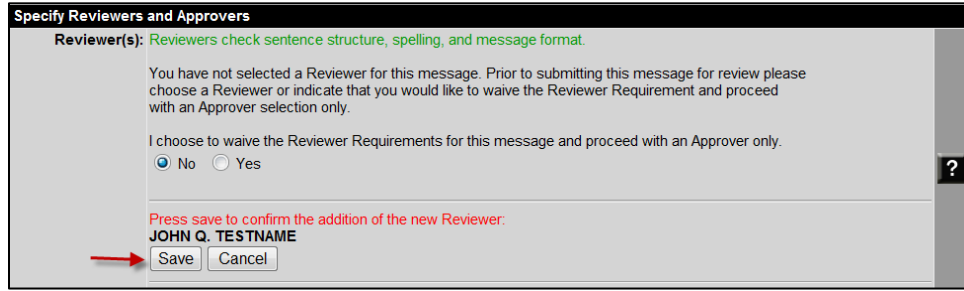 Specify Reviewers and Approvers
Reviewer(s): Reviewers check sentence structure, spelling, and message format.
You have not selected a Reviewer for this message. Prior to submitting this message for review please
choose a Reviewer or indicate that you would like to waive the Reviewer Requirement and proceed
with an Approver selection only.
I choose to waive the Reviewer Requirements for this message and proceed with an Approver only.
No Yes
?
Press save to confirm the addition of the new Reviewer:
JOHN Q. TESTNAME
Save Cancel